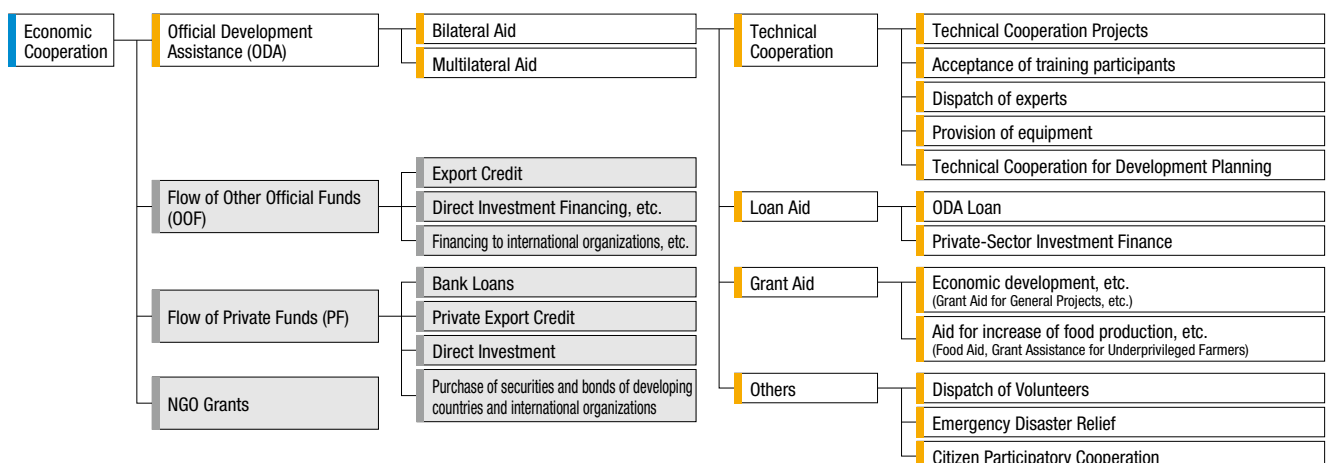 Economic
Cooperation
Official Development
Assistance (ODA)
Bilateral Aid
Multilateral Aid
Technical
Cooperation
Technical Cooperation Projects
Acceptance of training participants
Dispatch of experts
Provision of equipment
Technical Cooperation for Development Planning
Flow of Other Official Funds
(OOF)
Export Credit
Direct Investment Financing, etc.
Financing to international organizations, etc.
Loan Aid
ODA Loan
Private-Sector Investment Finance
Flow of Private Funds (PF)
Bank Loans
Private Export Credit
Direct Investment
Purchase of securities and bonds of developing
countries and international organizations
Grant Aid
Economic development, etc.
(Grant Aid for General Projects, etc.)
Aid for increase of food production, etc.
(Food Aid, Grant Assistance for Underprivileged Farmers)
NGO Grants
Others
Dispatch of Volunteers
Emergency Disaster Relief
Citizen Participatory Cooperation